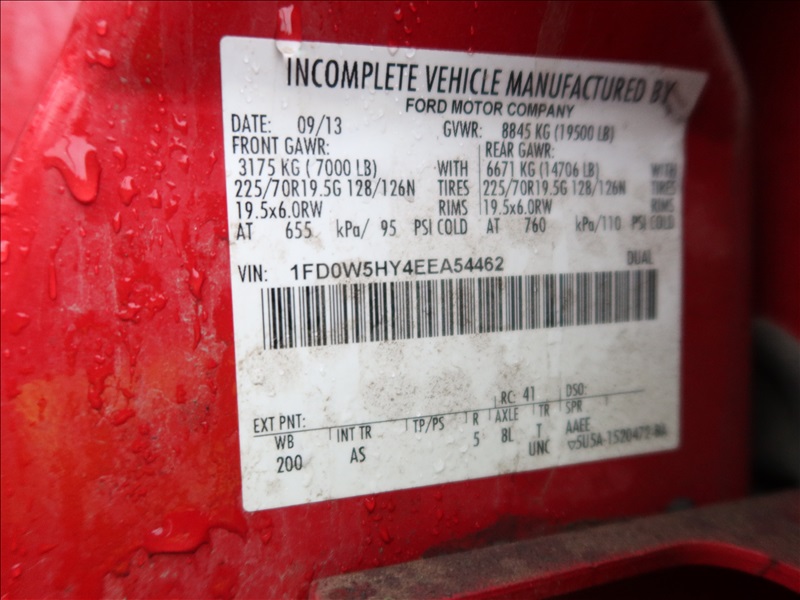 INCOMPLETE VEHICLE MANUFACTURED BY
FORD MOTOR COMPANY
DATE: 09/13 GVWR: 8845 KG (19500 LB)
FRONT GAWR: REAR GAWR:
3175 KG ( 7000 LB) WITH 6671 KG (14706 LB) WITH
225/70R19.5G 128/126N TIRES 225/70R19.5G 128/126N TIRES
19.5x6.0RW RIMS 19.5x6.0RW RIMS
AT 655 kPa/ 95 PSI COLD AT 760 kPa/110 PSI COLD
VIN: 1FD0W5HY4EEA54462 DUAL
EXT PNT: RC: 41 DSO:
WB INT TR TP/PS R AXLE TR SPR
200 AS 5 8L T AAEE
UNC